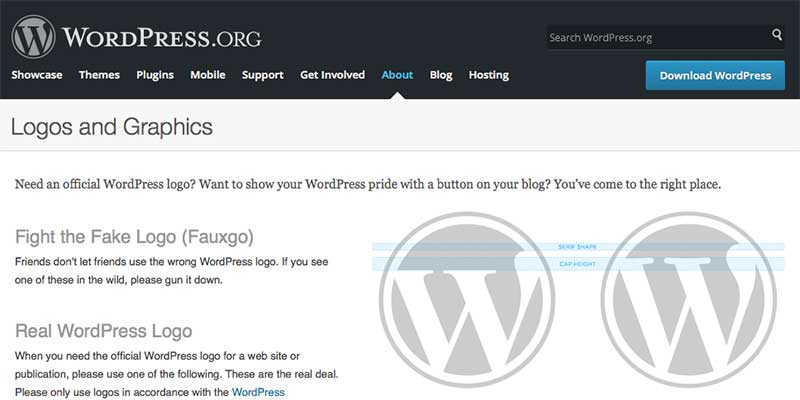 WORDPRESS.ORG
Search WordPress.org
Showcase Themes Plugins Mobile Support Get Involved About Blog Hosting
Download WordPress
Logos and Graphics
Need an official WordPress logo? Want to show your WordPress pride with a button on your blog? You've come to the right place.
Fight the Fake Logo (Fauxgo)
Friends don't let friends use the wrong WordPress logo. If you see
one of these in the wild, please gun it down.
SERIF SHAPE
CAP HEIGHT
Real WordPress Logo
When you need the official WordPress logo for a web site or
publication, please use one of the following. These are the real deal.
Please only use logos in accordance with the WordPress